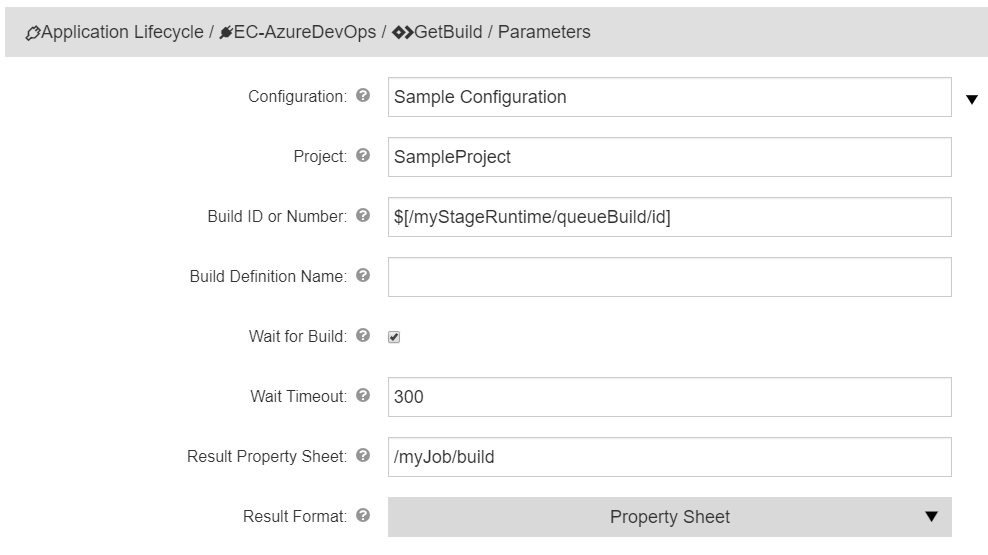 Application Lifecycle / EC-AzureDevOps / GetBuild / Parameters
Configuration: Sample Configuration
Project: SampleProject
Build ID or Number: $[/myStageRuntime/queueBuild/id]
Build Definition Name:
Wait for Build:
Wait Timeout: 300
Result Property Sheet: /myJob/build
Result Format: Property Sheet